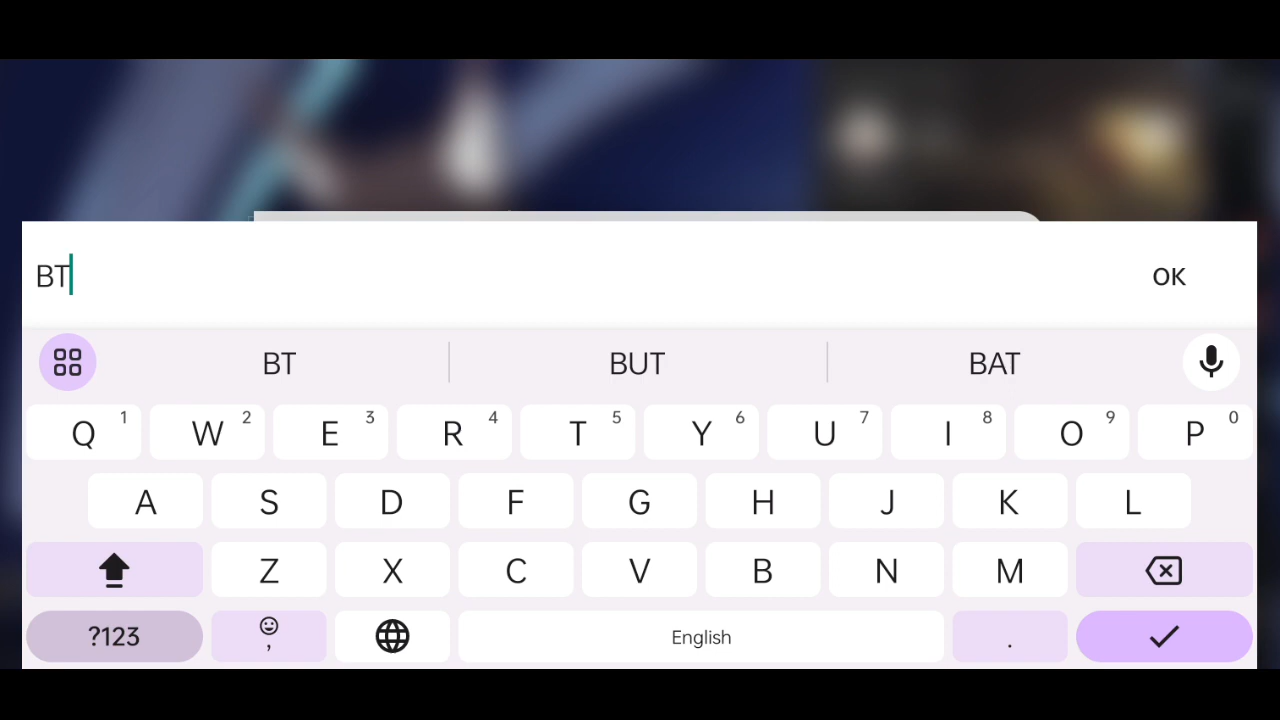 BT
OK
BT BUT BAT
Q 1 W 2 E 3 R 4 T 5 Y 6 U 7 I 8 O 9 P 0
A S D F G H J K L
Z X C V B N M
?123 , English .